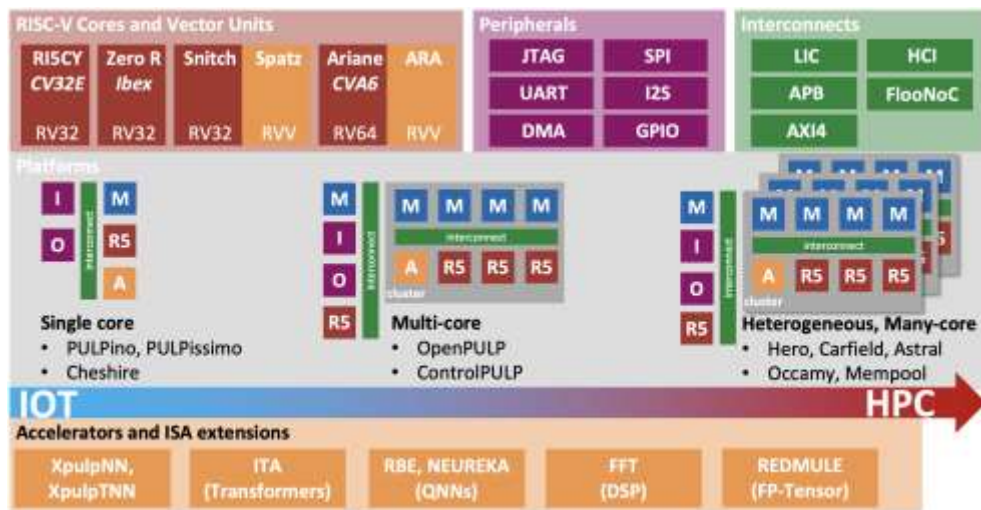 RISC-V Cores and Vector Units
RI5CY
CV32E
RV32
Zero R
Ibex
RV32
Snitch
RV32
Spatz
RVV
Ariane
CVA6
RV64
ARA
RVV
Peripherals
JTAG
SPI
UART
I2S
DMA
GPIO
Interconnects
LIC
HCI
APB
FlooNoC
AXI4
Platforms
I
O
interconnect
M
R5
A
Single core
• PULPino, PULPissimo
• Cheshire
M
I
O
R5
interconnect
M M M M
interconnect
A R5 R5 R5
cluster
Multi-core
• OpenPULP
• ControlPULP
M
I
O
R5
interconnect
M M M M
interconnect
A R5 R5 R5
cluster
Heterogeneous, Many-core
• Hero, Carfield, Astral
• Occamy, Mempool
IOT
HPC
Accelerators and ISA extensions
XpulpNN,
XpulpTNN
ITA
(Transformers)
RBE, NEUREKA
(QNNs)
FFT
(DSP)
REDMULE
(FP-Tensor)